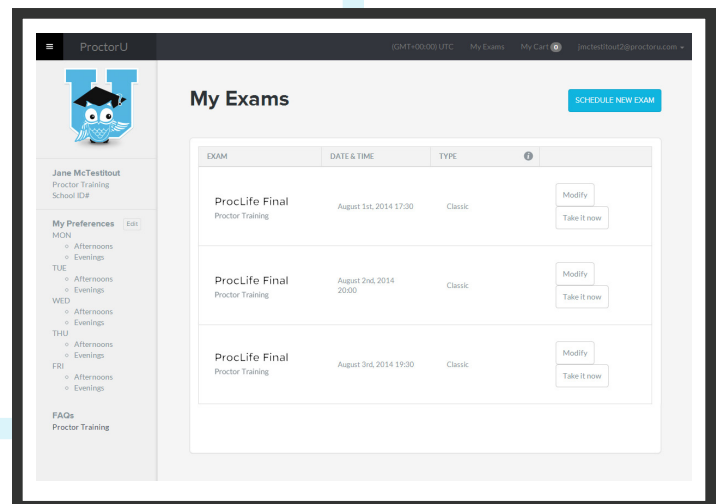 ≡ ProctorU (GMT+00:00) UTC My Exams My Cart 0 jmctestitout2@proctoru.com
U
Jane McTestitout
Proctor Training
School ID#
My Preferences Edit
MON
Afternoons
Evenings
TUE
Afternoons
Evenings
WED
Afternoons
Evenings
THU
Afternoons
Evenings
FRI
Afternoons
Evenings
FAQs
Proctor Training
My Exams
SCHEDULE NEW EXAM
EXAM DATE & TIME TYPE i
ProcLife Final
Proctor Training
August 1st, 2014 17:30
Classic
Modify
Take it now
ProcLife Final
Proctor Training
August 2nd, 2014
20:00
Classic
Modify
Take it now
ProcLife Final
Proctor Training
August 3rd, 2014 19:30
Classic
Modify
Take it now